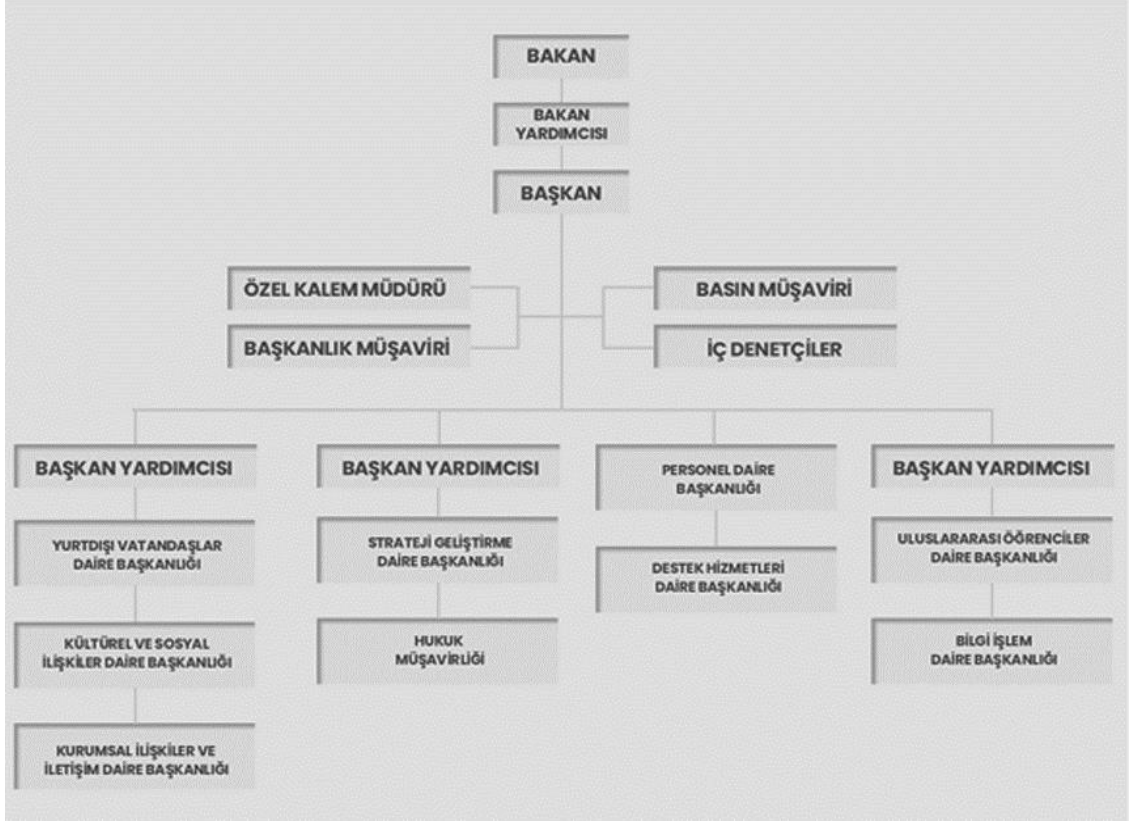 BAKAN
BAKAN
YARDIMCISI
BAŞKAN
ÖZEL KALEM MÜDÜRÜ
BASIN MÜŞAVİRİ
BAŞKANLIK MÜŞAVİRİ
İÇ DENETÇİLER
BAŞKAN YARDIMCISI
YURTDIŞI VATANDAŞLAR
DAİRE BAŞKANLIĞI
KÜLTÜREL VE SOSYAL
İLİŞKİLER DAİRE BAŞKANLIĞI
KURUMSAL İLİŞKİLER VE
İLETİŞİM DAİRE BAŞKANLIĞI
BAŞKAN YARDIMCISI
STRATEJİ GELİŞTİRME
DAİRE BAŞKANLIĞI
HUKUK
MÜŞAVİRLİĞİ
PERSONEL DAİRE
BAŞKANLIĞI
DESTEK HİZMETLERİ
DAİRE BAŞKANLIĞI
BAŞKAN YARDIMCISI
ULUSLARARASI ÖĞRENCİLER
DAİRE BAŞKANLIĞI
BİLGİ İŞLEM
DAİRE BAŞKANLIĞI